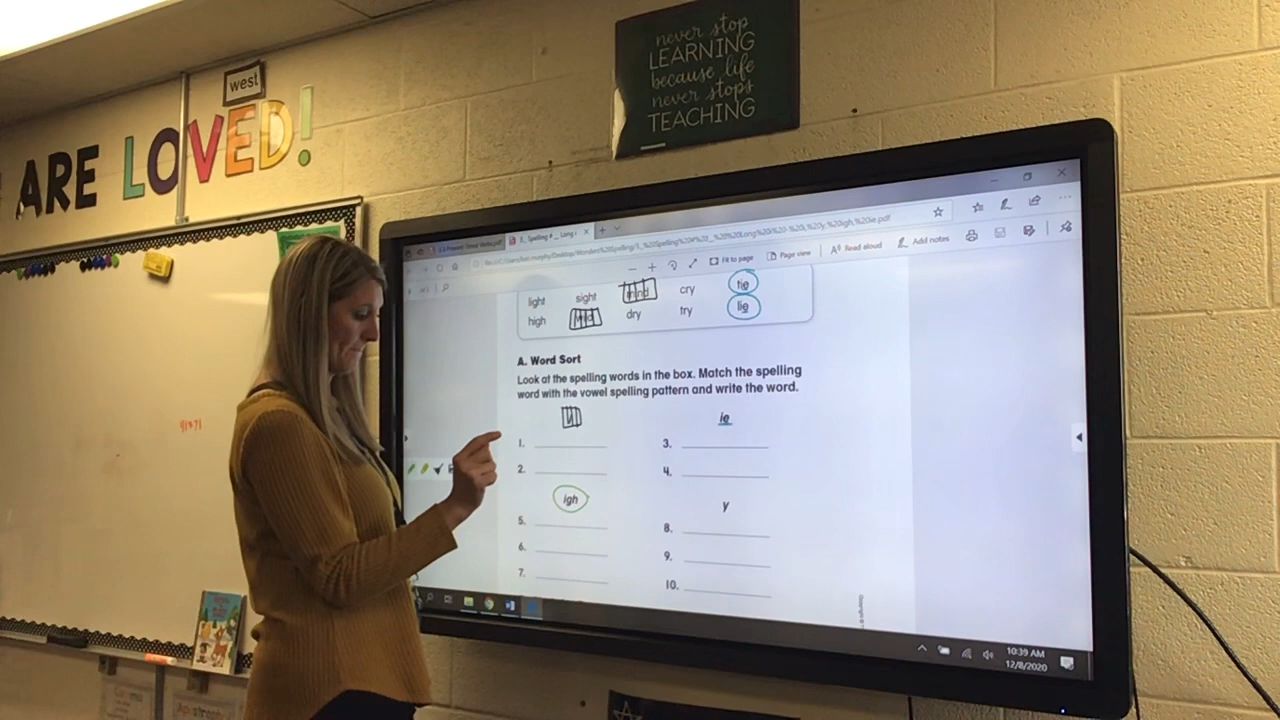 west
ARE LOVED!
never stop
LEARNING
because life
never stops
TEACHING
Fit to page
Page view
Read aloud
Add notes
light sight mind cry tie
high wild dry try lie
A. Word Sort
Look at the spelling words in the box. Match the spelling
word with the vowel spelling pattern and write the word.
i ie
1. 3.
2. 4.
igh y
5. 8.
6. 9.
7. 10.
10:39 AM
12/8/2020